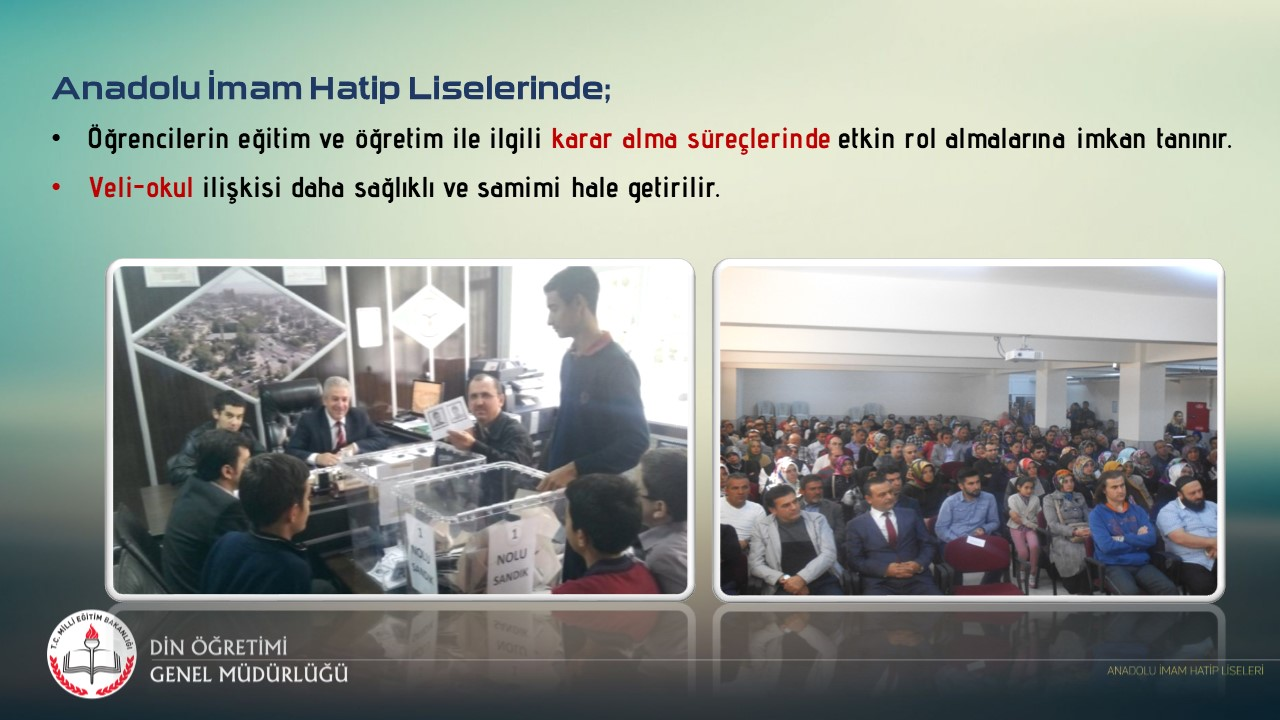 Anadolu İmam Hatip Liselerinde;
• Öğrencilerin eğitim ve öğretim ile ilgili karar alma süreçlerinde etkin rol almalarına imkan tanınır.
• Veli-okul ilişkisi daha sağlıklı ve samimi hale getirilir.
1
NOLU
SANDIK
1
NOLU
SANDIK
T.C. MİLLİ EĞİTİM BAKANLIĞI
DİN ÖĞRETİMİ
GENEL MÜDÜRLÜĞÜ
ANADOLU İMAM HATİP LİSELERİ